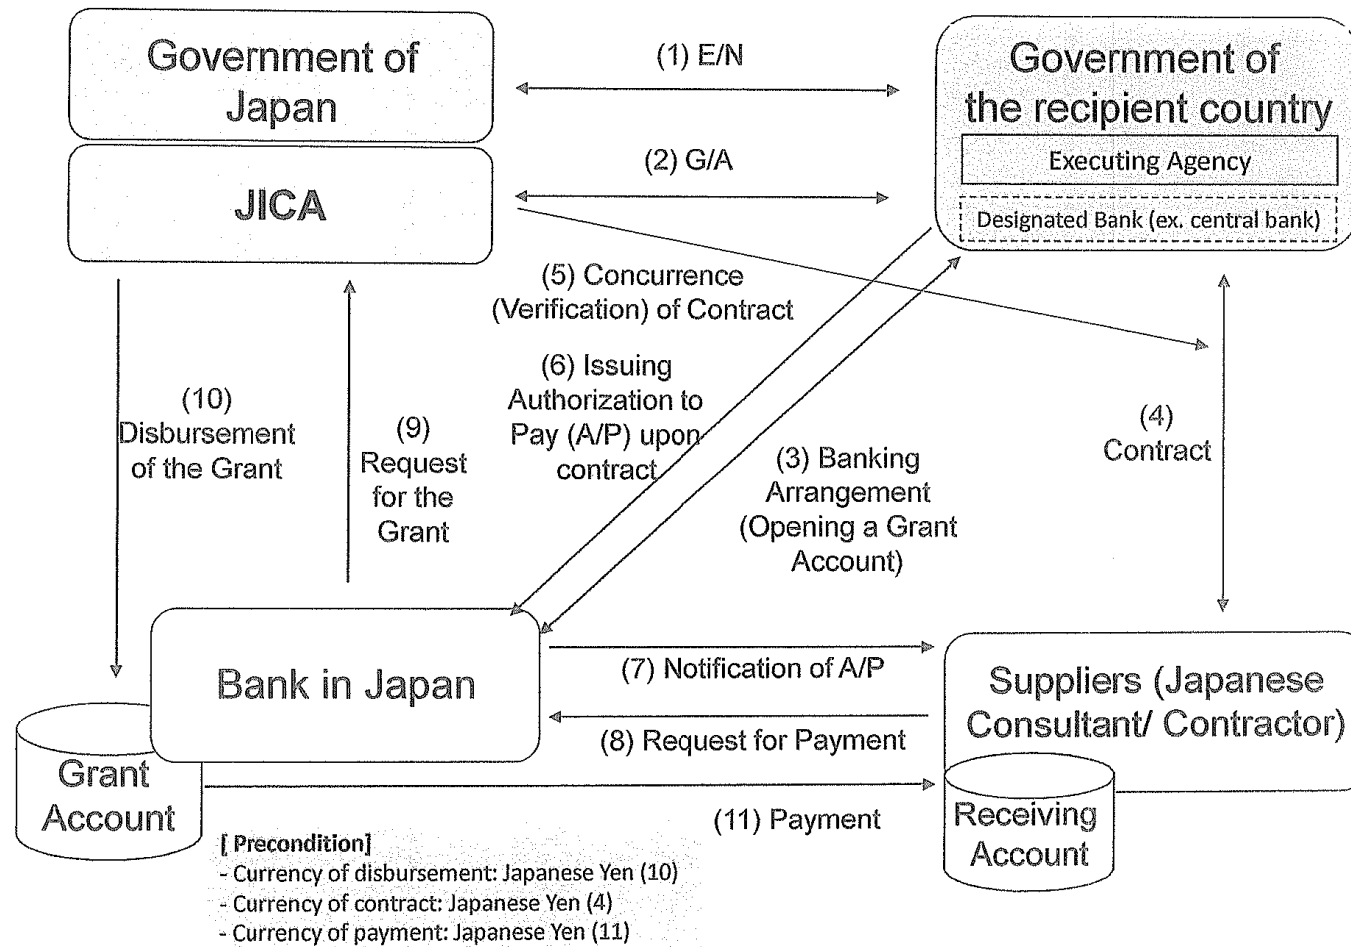 Government of
Japan
(1) E/N
Government of
the recipient country
Executing Agency
Designated Bank (ex. central bank)
JICA
(2) G/A
(5) Concurrence
(Verification) of Contract
(6) Issuing
Authorization to
Pay (A/P) upon
contract
(10)
Disbursement
of the Grant
(9)
Request
for the
Grant
(3) Banking
Arrangement
(Opening a Grant
Account)
(4)
Contract
Bank in Japan
(7) Notification of A/P
(8) Request for Payment
Suppliers (Japanese
Consultant/ Contractor)
Grant
Account
(11) Payment
Receiving
Account
[ Precondition]
- Currency of disbursement: Japanese Yen (10)
- Currency of contract: Japanese Yen (4)
- Currency of payment: Japanese Yen (11)